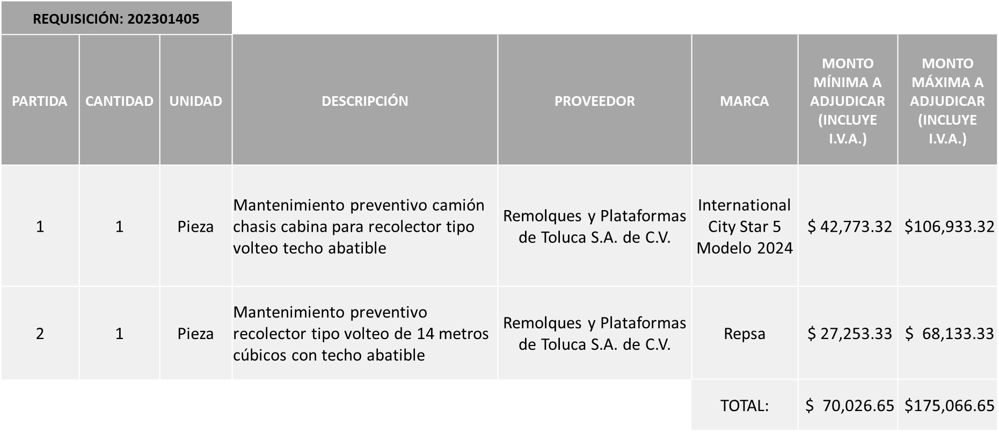 REQUISICIÓN: 202301405
PARTIDA
CANTIDAD
UNIDAD
DESCRIPCIÓN
PROVEEDOR
MARCA
MONTO
MÍNIMA A
ADJUDICAR
(INCLUYE
I.V.A.)
MONTO
MÁXIMA A
ADJUDICAR
(INCLUYE
I.V.A.)
1
1
Pieza
Mantenimiento preventivo camión
chasis cabina para recolector tipo
volteo techo abatible
Remolques y Plataformas
de Toluca S.A. de C.V.
International
City Star 5
Modelo 2024
$ 42,773.32
$106,933.32
2
1
Pieza
Mantenimiento preventivo
recolector tipo volteo de 14 metros
cúbicos con techo abatible
Remolques y Plataformas
de Toluca S.A. de C.V.
Repsa
$ 27,253.33
$ 68,133.33
TOTAL:
$ 70,026.65
$175,066.65